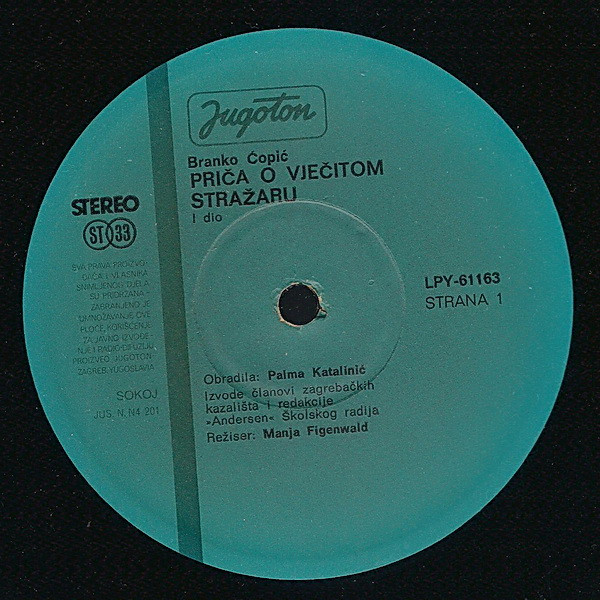 Jugoton
Branko Ćopić
PRIČA O VJEČITOM
STRAŽARU
I dio
STEREO
ST 33
SVA PRAVA PROIZVO-
ĐAČA I VLASNIKA
SNIMLJENOG DJELA
SU PRIDRŽANA -
ZABRANJENO JE
UMNOŽAVANJE OVE
PLOČE, KORIŠĆENJE
ZA JAVNO IZVOĐE-
NJE I RADIO-DIFUZIJU
PROIZVEO JUGOTON
ZAGREB, YUGOSLAVIA
SOKOJ
JUS. N. N4 201
LPY-61163
STRANA 1
Obradila: Palma Katalinić
Izvode članovi zagrebačkih
kazališta i redakcije
»Andersen« Školskog radija
Režiser: Manja Figenwald